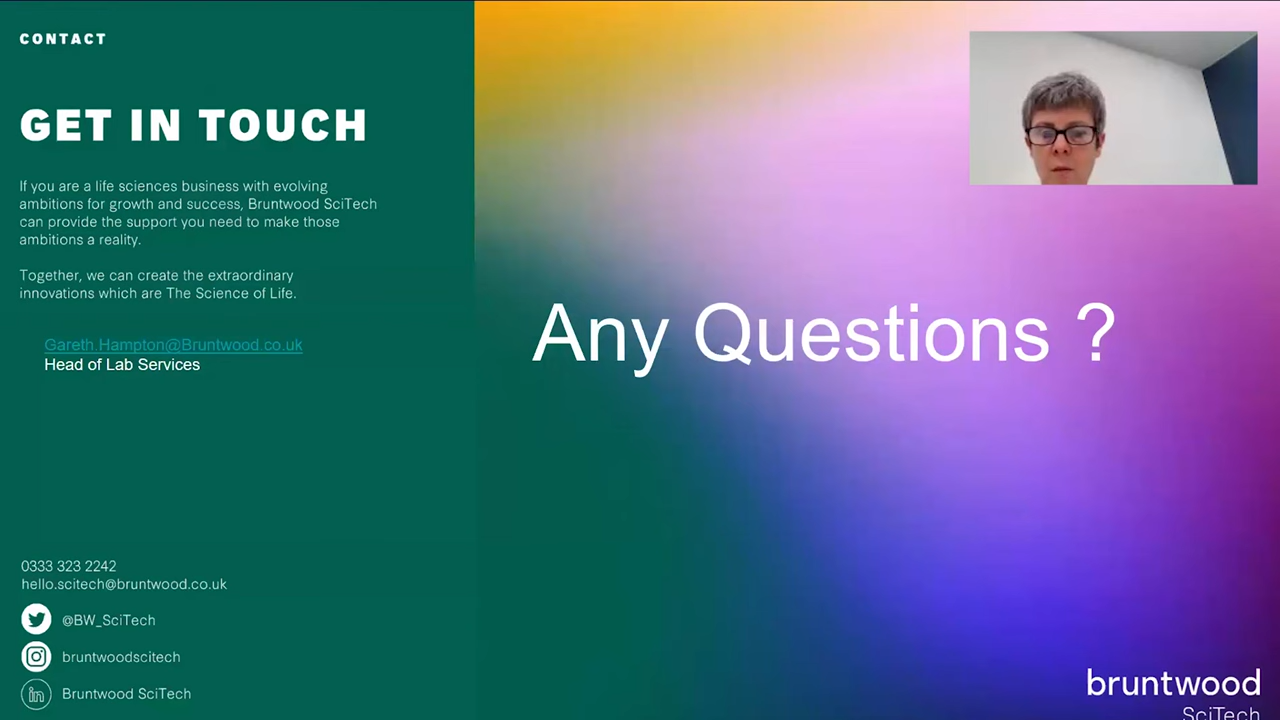 CONTACT
GET IN TOUCH
If you are a life sciences business with evolving
ambitions for growth and success, Bruntwood SciTech
can provide the support you need to make those
ambitions a reality.
Together, we can create the extraordinary
innovations which are The Science of Life.
Gareth.Hampton@Bruntwood.co.uk
Head of Lab Services
0333 323 2242
hello.scitech@bruntwood.co.uk
@BW_SciTech
bruntwoodscitech
in
Bruntwood SciTech
Any Questions ?
bruntwood
SciTech